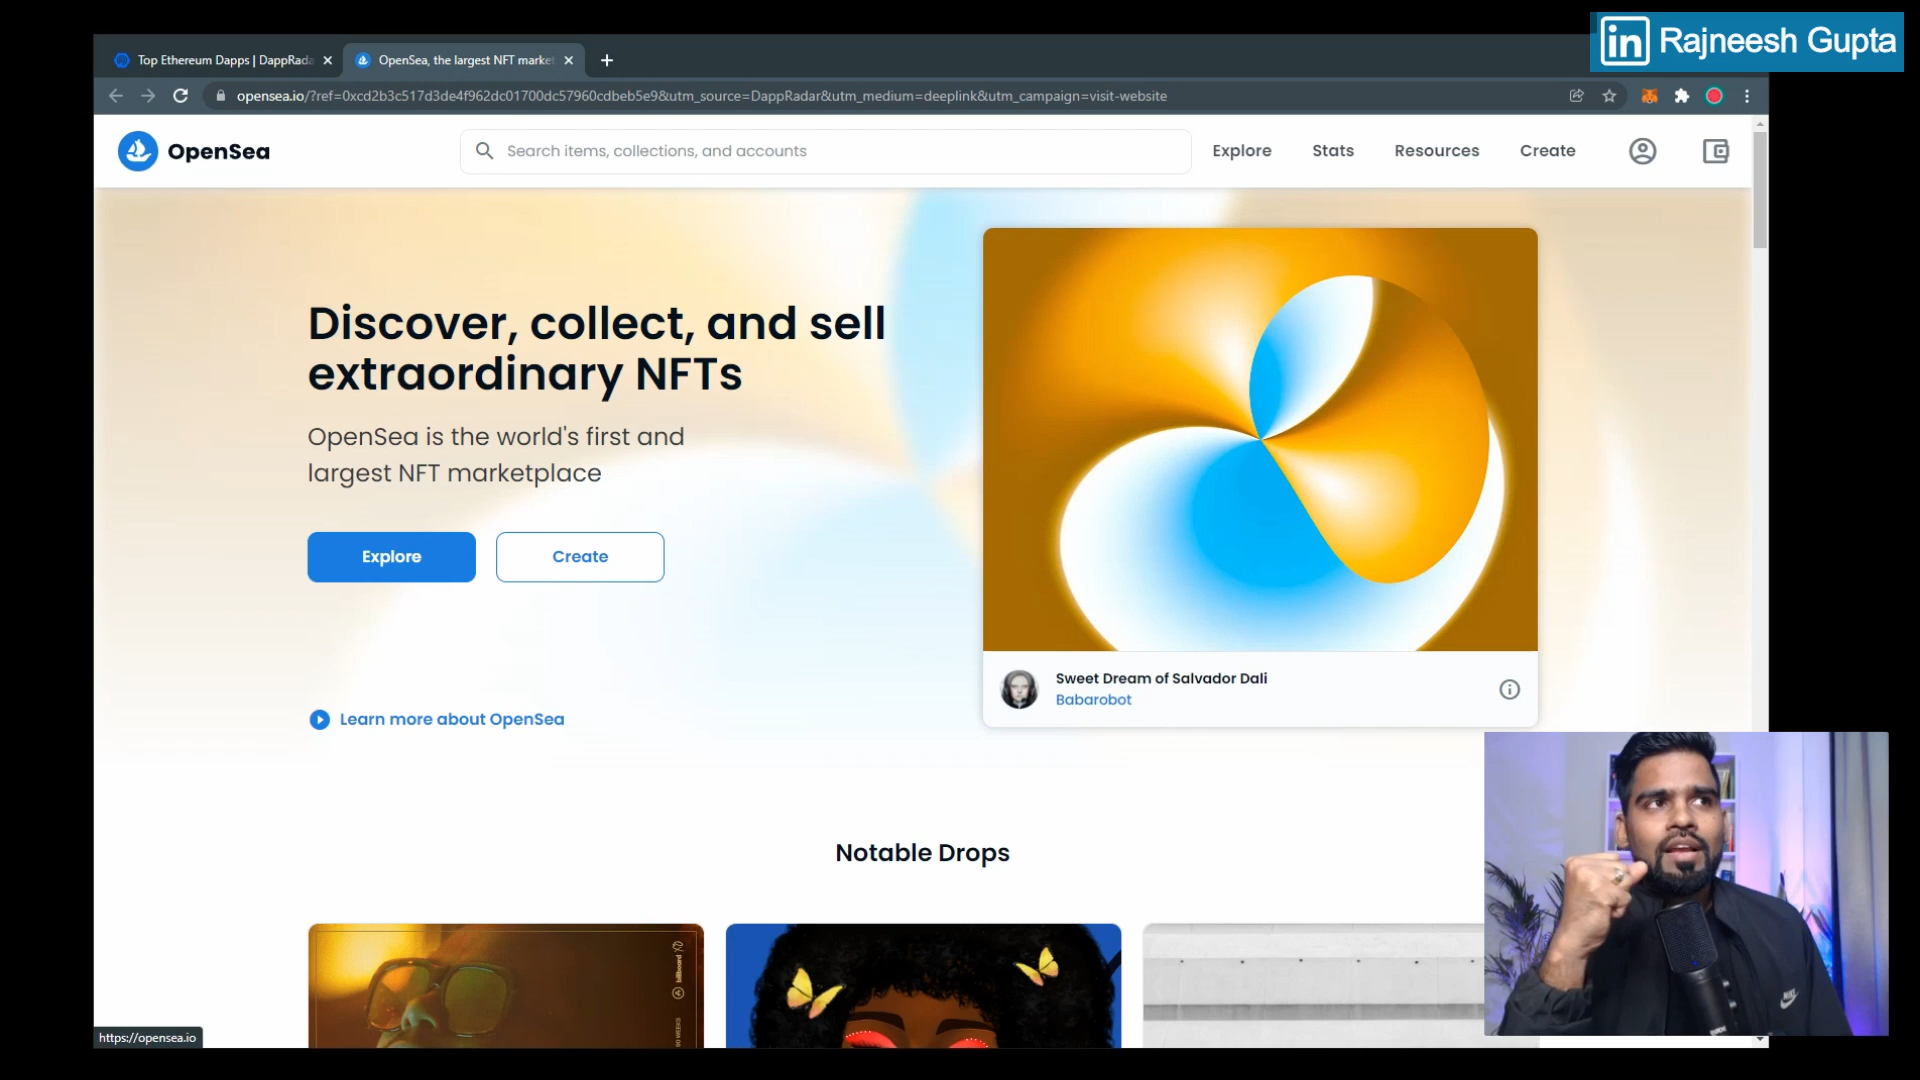 in Rajneesh Gupta
Top Ethereum Dapps | DappRada
OpenSea, the largest NFT market
opensea.io/?ref=0xcd2b3c517d3de4f962dc01700dc57960cdbeb5e9&utm_source=DappRadar&utm_medium=deeplink&utm_campaign=visit-website
OpenSea
Search items, collections, and accounts
Explore
Stats
Resources
Create
Discover, collect, and sell
extraordinary NFTs
OpenSea is the world's first and
largest NFT marketplace
Explore
Create
Learn more about OpenSea
Sweet Dream of Salvador Dali
Babarobot
Notable Drops
billboard
https://opensea.io